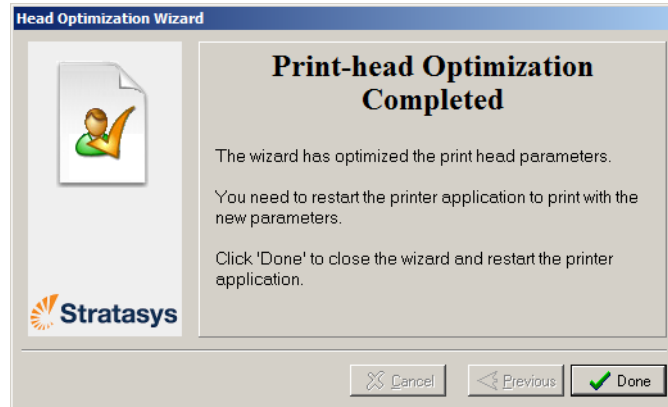 Head Optimization Wizard
Print-head Optimization
Completed
The wizard has optimized the print head parameters.
You need to restart the printer application to print with the
new parameters.
Click 'Done' to close the wizard and restart the printer
application.
Stratasys
Cancel
Previous
Done